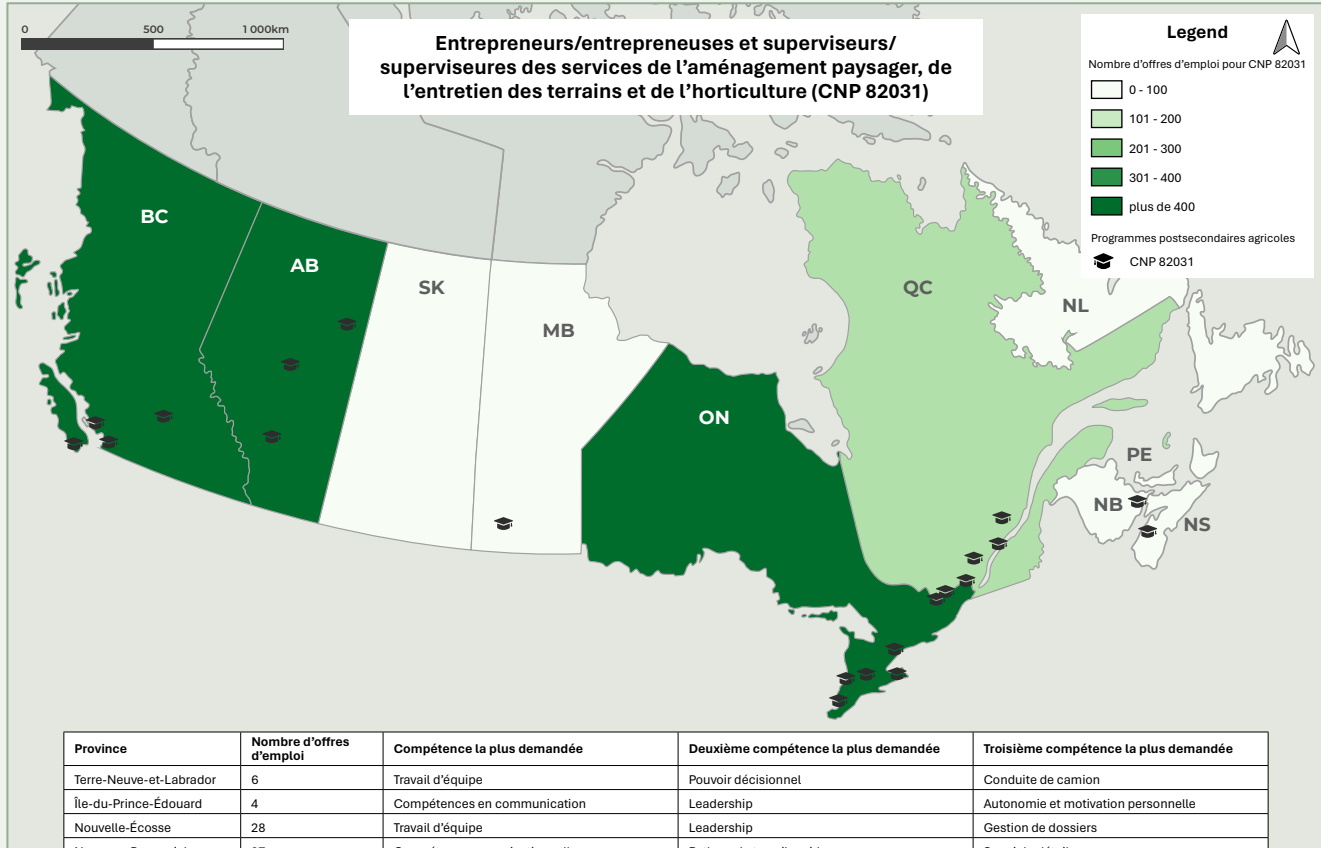 0 500 1 000km
Entrepreneurs/entrepreneuses et superviseurs/
superviseures des services de l'aménagement paysager, de
l'entretien des terrains et de l'horticulture (CNP 82031)
Legend
Nombre d'offres d'emploi pour CNP 82031
0 - 100
101 - 200
201 - 300
301 - 400
plus de 400
Programmes postsecondaires agricoles
CNP 82031
BC
AB
SK
MB
ON
QC
NL
PE
NB
NS
Province Nombre d'offres d'emploi Compétence la plus demandée Deuxième compétence la plus demandée Troisième compétence la plus demandée
Terre-Neuve-et-Labrador 6 Travail d'équipe Pouvoir décisionnel Conduite de camion
Île-du-Prince-Édouard 4 Compétences en communication Leadership Autonomie et motivation personnelle
Nouvelle-Écosse 28 Travail d'équipe Leadership Gestion de dossiers